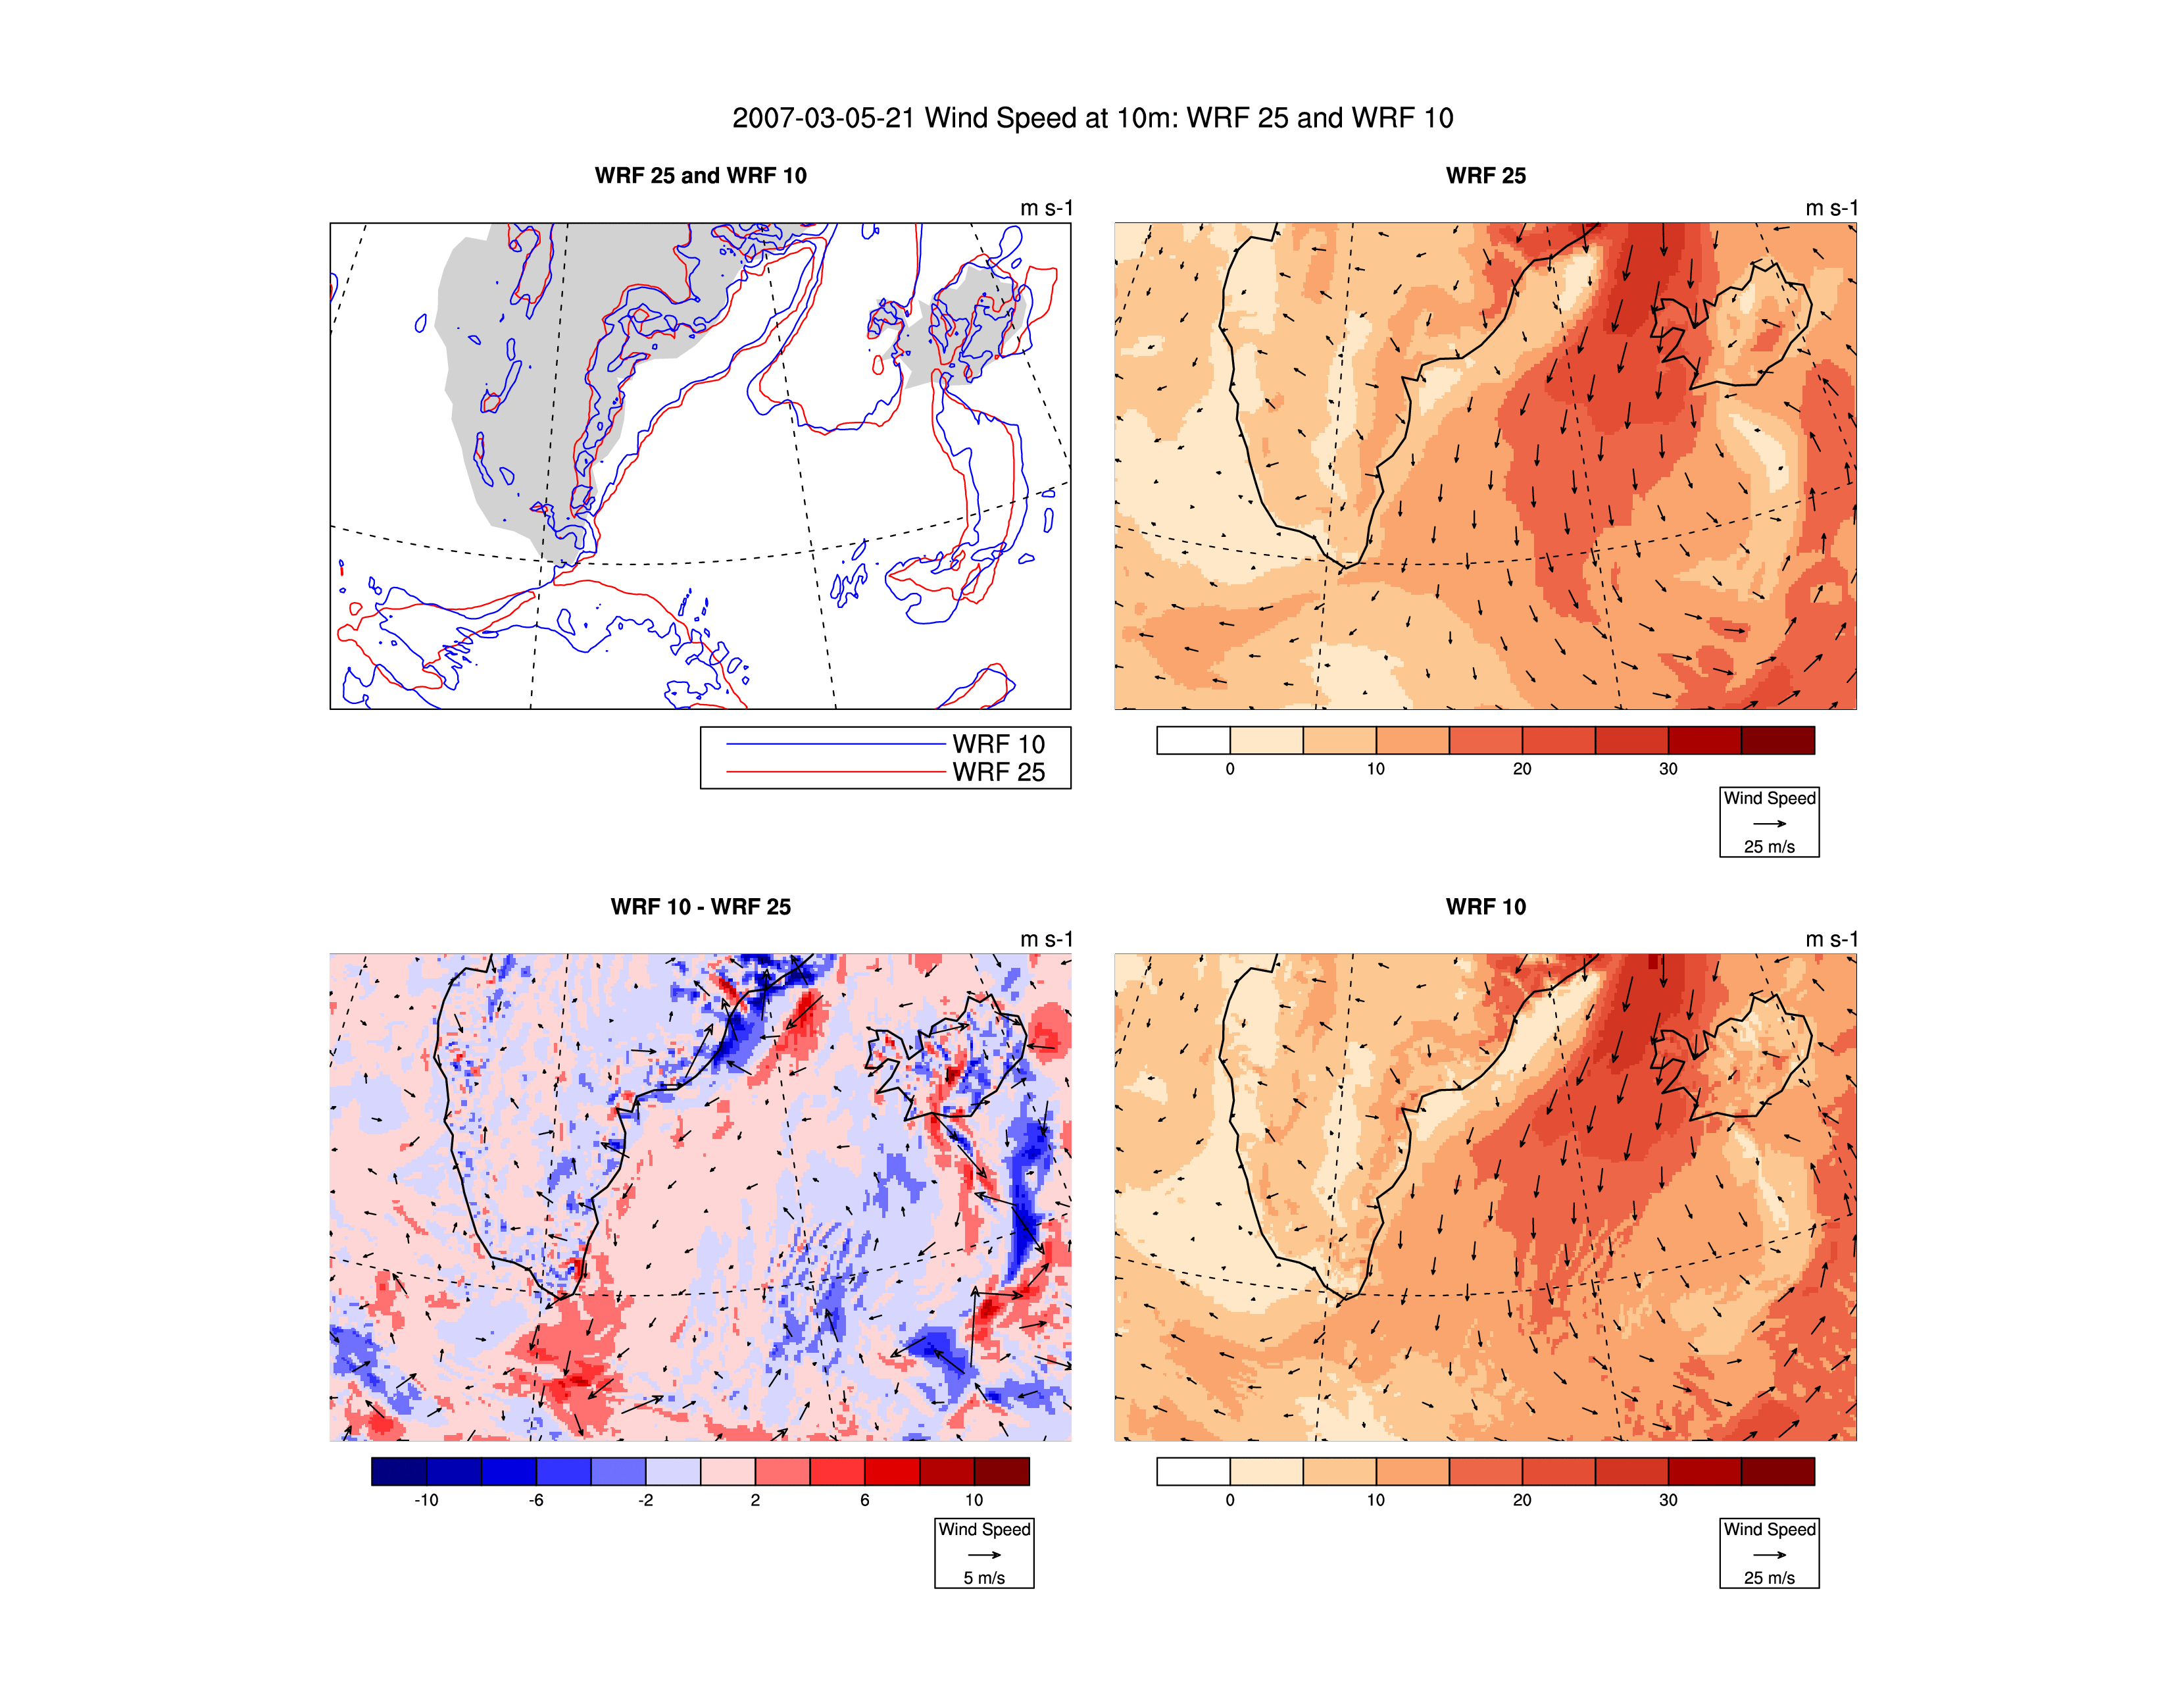 2007-03-05-21 Wind Speed at 10m: WRF 25 and WRF 10
WRF 25 and WRF 10
m s-1
WRF 10
WRF 25
WRF 25
m s-1
0 10 20 30
Wind Speed
25 m/s
WRF 10 - WRF 25
m s-1
-10 -6 -2 2 6 10
Wind Speed
5 m/s
WRF 10
m s-1
0 10 20 30
Wind Speed
25 m/s